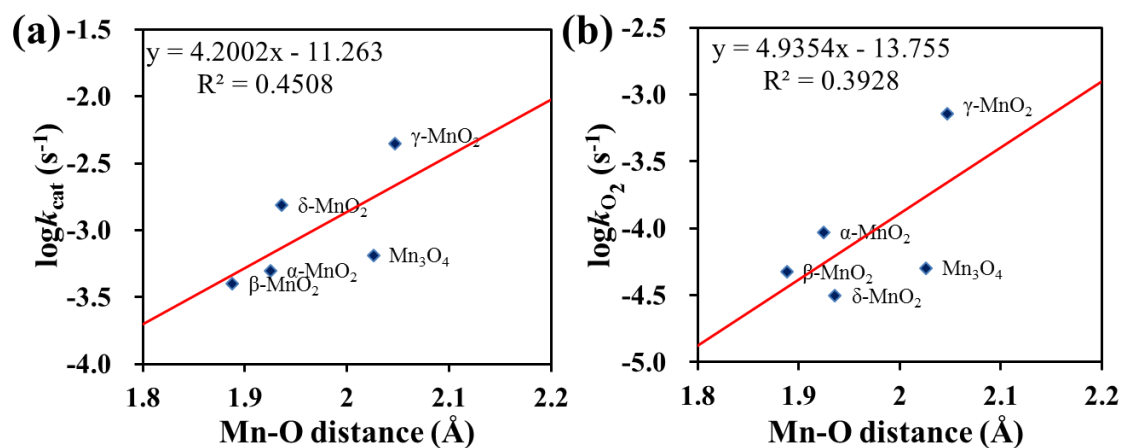 (a)
y = 4.2002x - 11.263
R² = 0.4508
logk_cat (s⁻¹)
-1.5
-2.0
-2.5
-3.0
-3.5
-4.0
γ-MnO₂
δ-MnO₂
Mn₃O₄
α-MnO₂
β-MnO₂
1.8 1.9 2 2.1 2.2
Mn-O distance (Å)
(b)
y = 4.9354x - 13.755
R² = 0.3928
logk_O₂ (s⁻¹)
-2.5
-3.0
-3.5
-4.0
-4.5
-5.0
γ-MnO₂
α-MnO₂
β-MnO₂
Mn₃O₄
δ-MnO₂
1.8 1.9 2 2.1 2.2
Mn-O distance (Å)